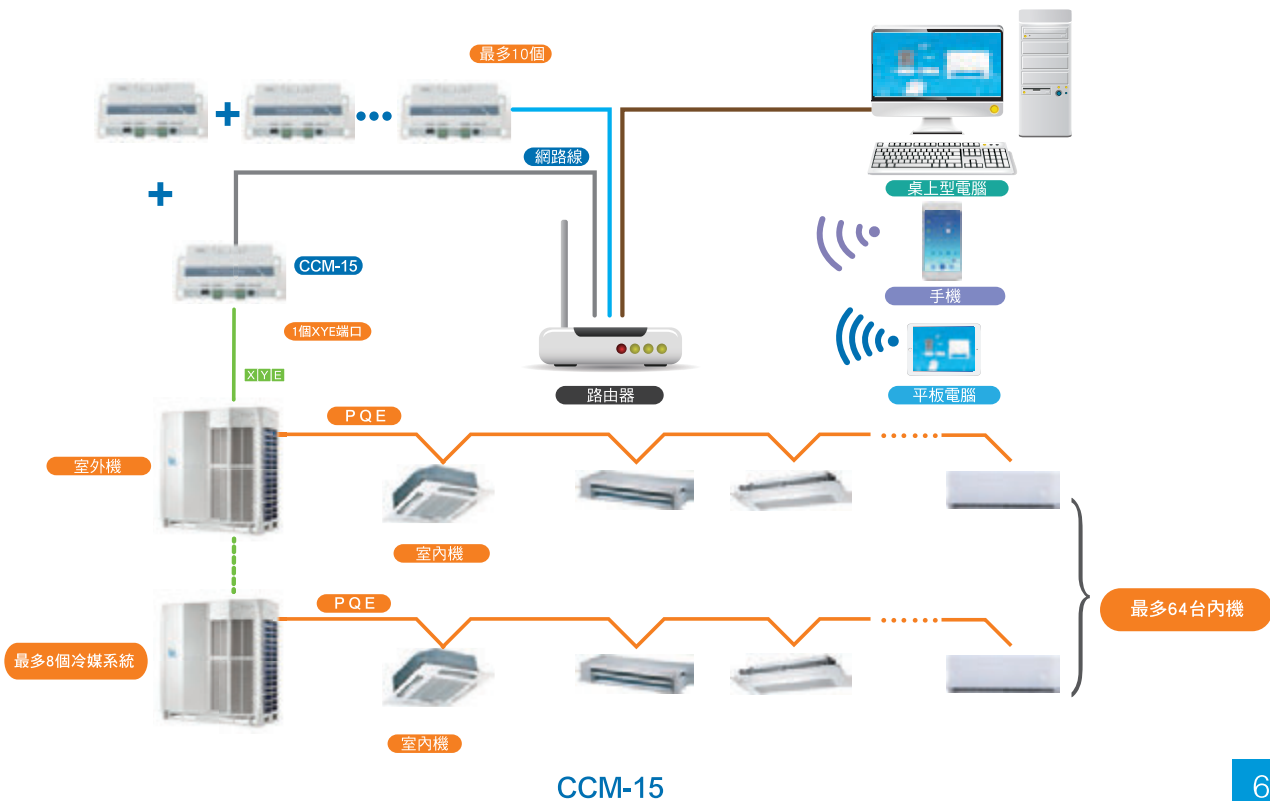 最多10個
網路線
桌上型電腦
CCM-15
手機
1個XYE端口
X Y E
路由器
平板電腦
PQE
室外機
室內機
PQE
最多64台內機
最多8個冷媒系統
室內機
CCM-15
6